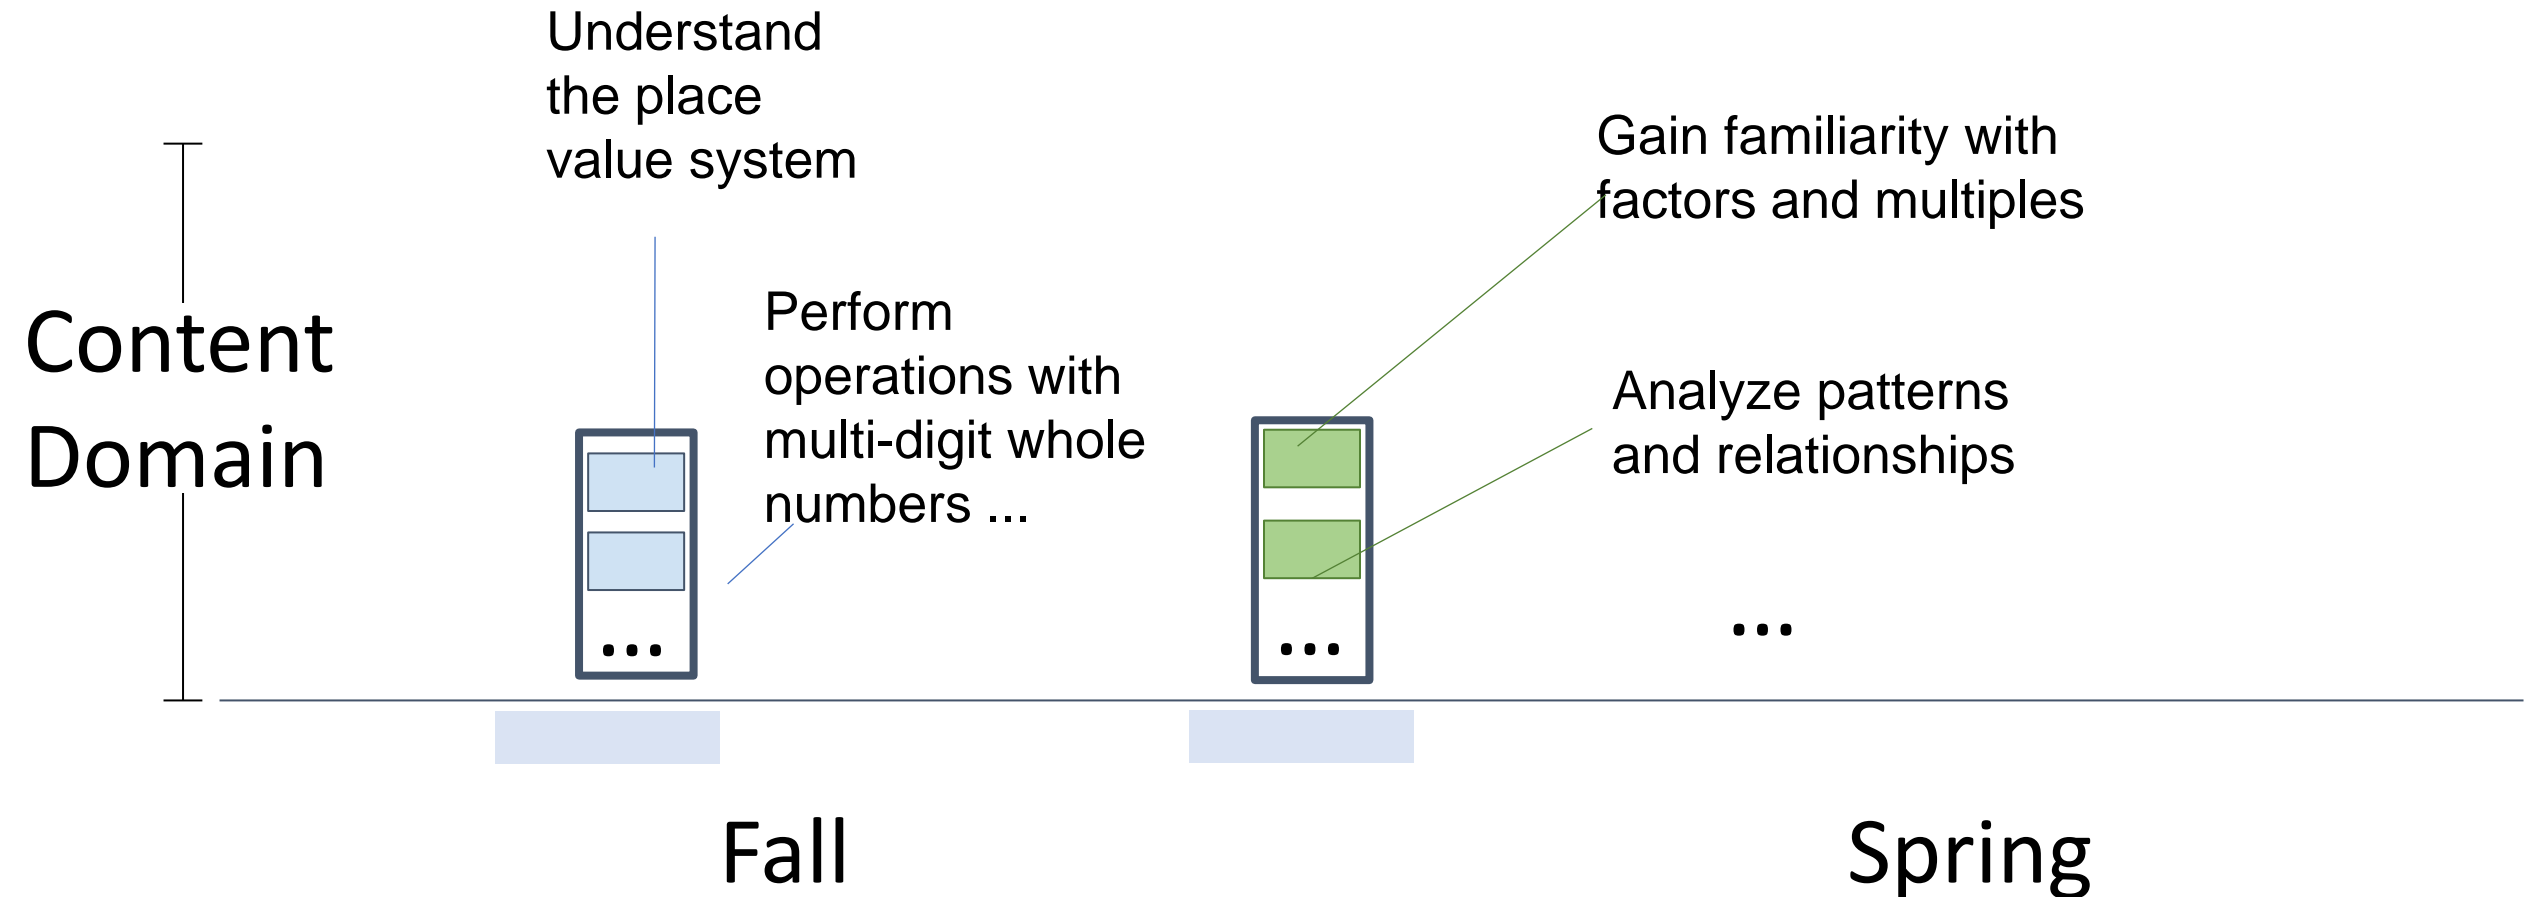 Understand
the place
value system
Gain familiarity with
factors and multiples
Content
Domain
Perform
operations with
multi-digit whole
numbers ...
Analyze patterns
and relationships
...
...
...
Fall
Spring